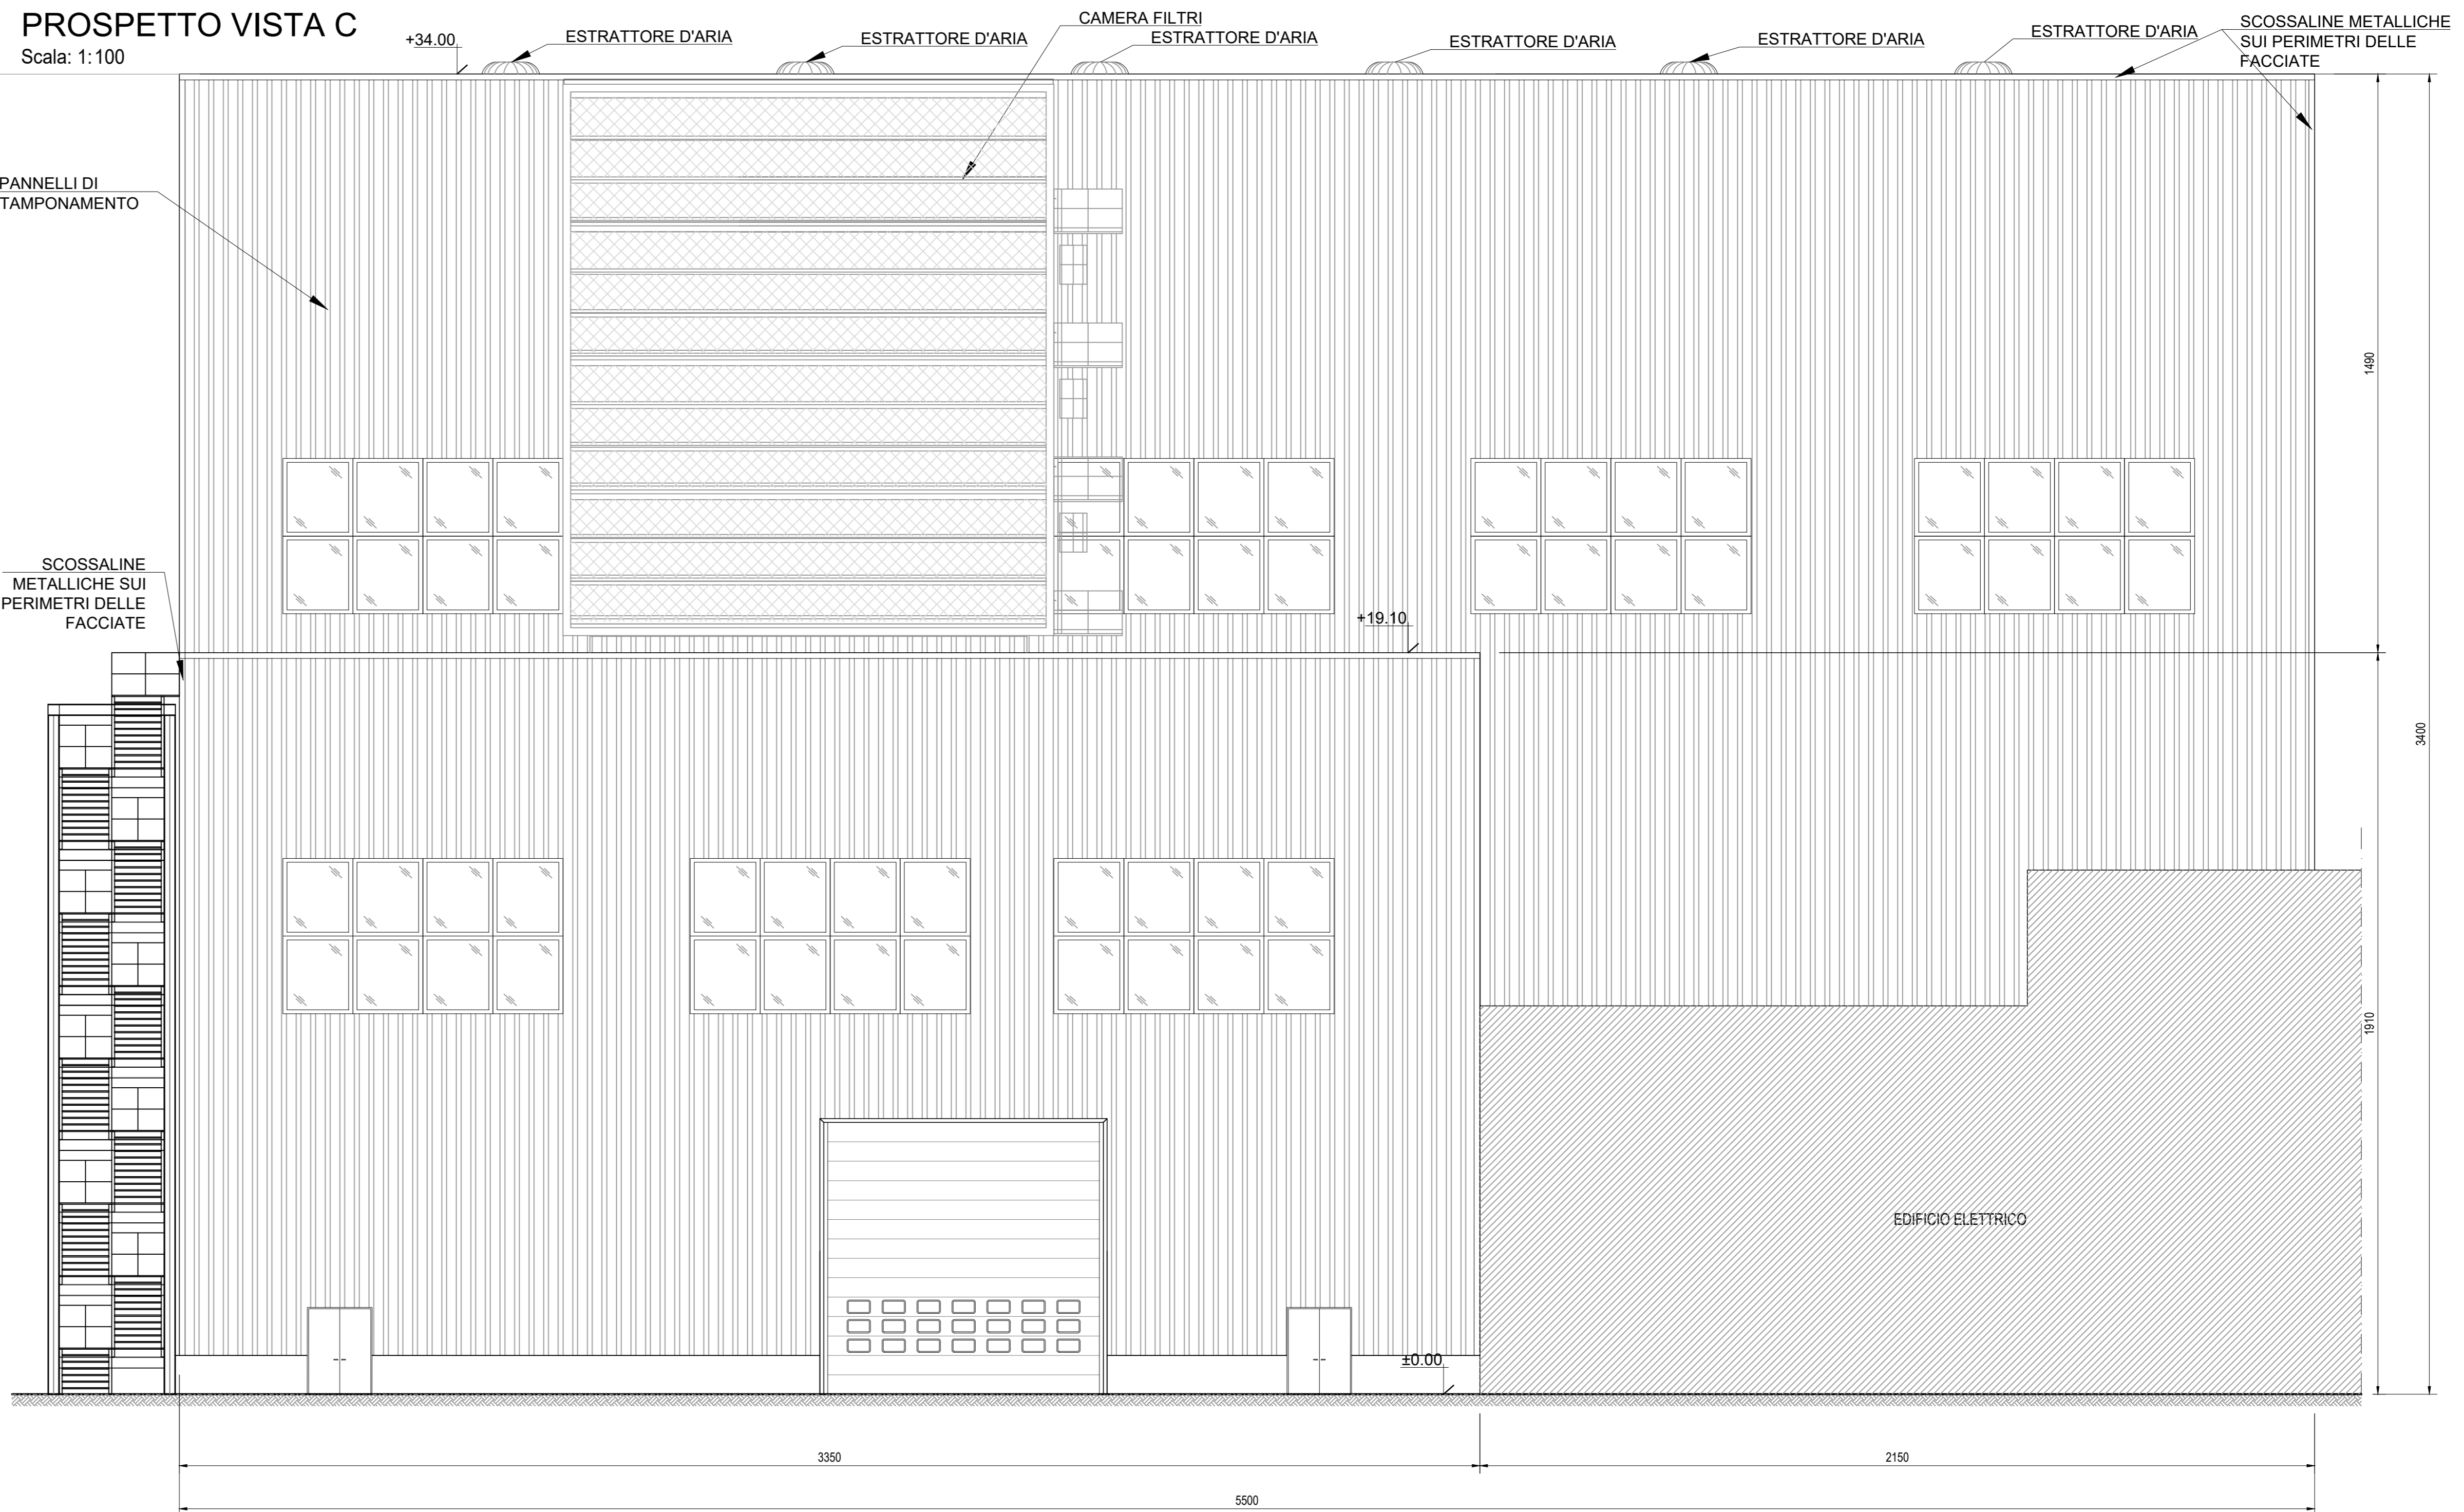 PROSPETTO VISTA C
Scala: 1:100
+34.00
ESTRATTORE D'ARIA
ESTRATTORE D'ARIA
CAMERA FILTRI
ESTRATTORE D'ARIA
ESTRATTORE D'ARIA
ESTRATTORE D'ARIA
ESTRATTORE D'ARIA
SCOSSALINE METALLICHE
SUI PERIMETRI DELLE
FACCIATE
PANNELLI DI
TAMPONAMENTO
1490
SCOSSALINE
METALLICHE SUI
PERIMETRI DELLE
FACCIATE
+19.10
3400
1910
EDIFICIO ELETTRICO
±0.00
3350
2150
5500